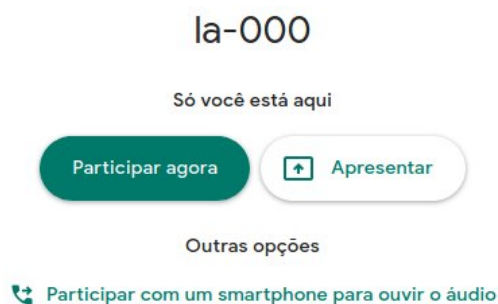 la-000
Só você está aqui
Participar agora
Apresentar
Outras opções
Participar com um smartphone para ouvir o áudio